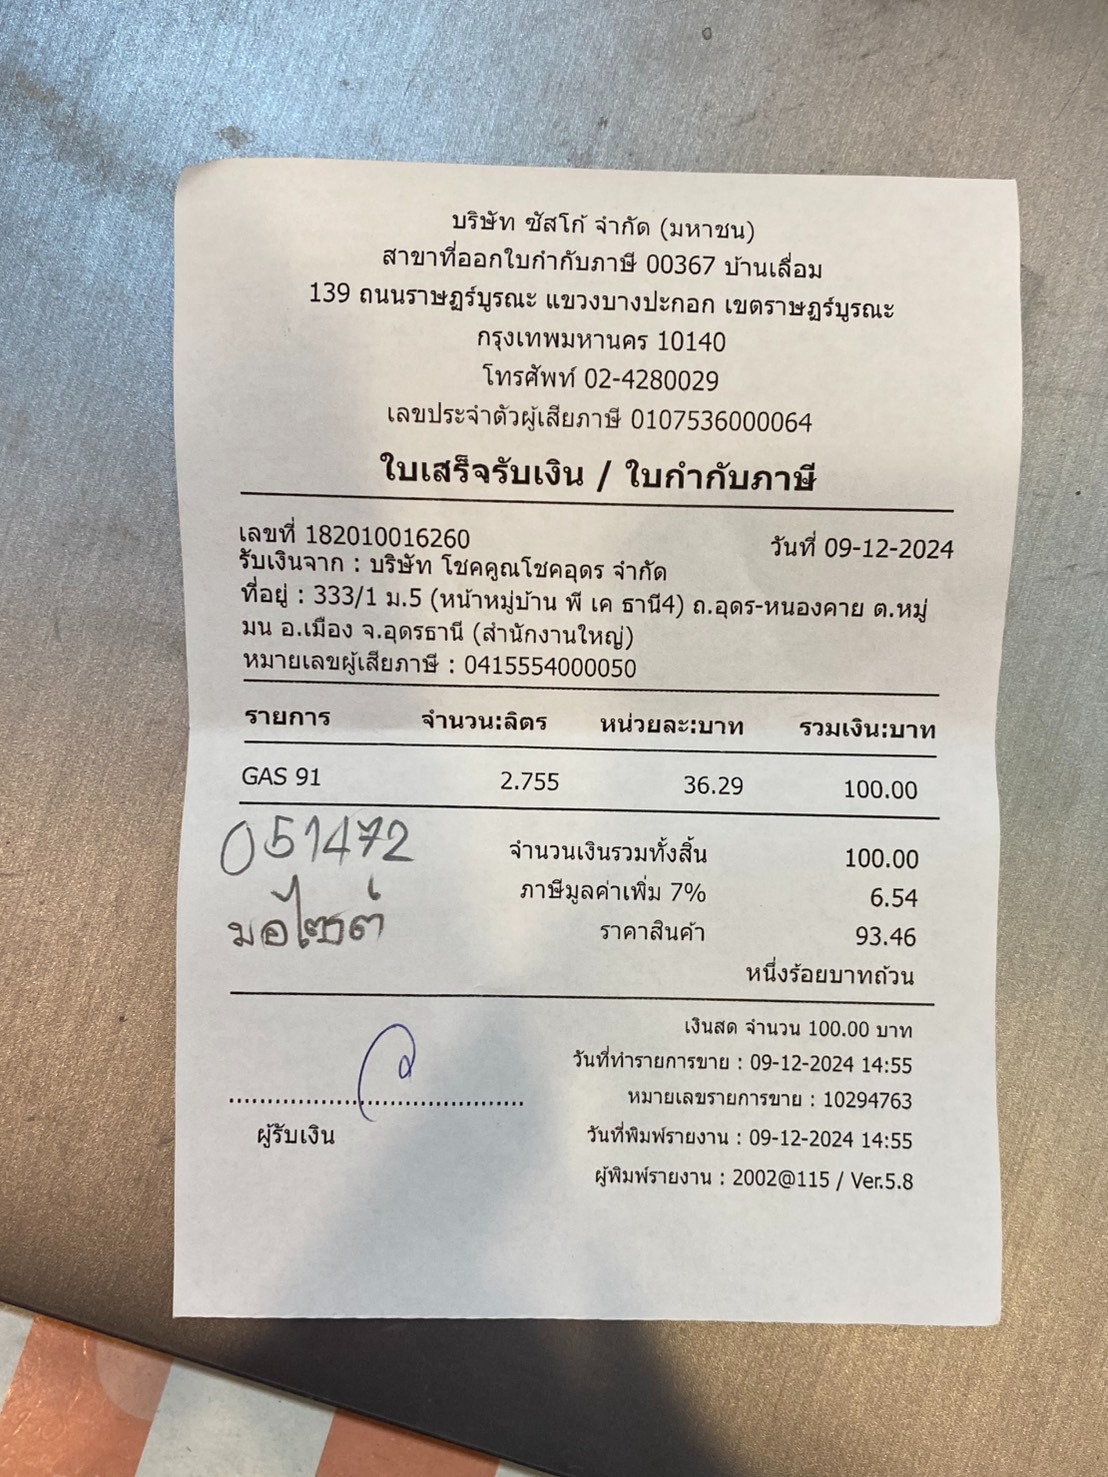 บริษัท ซัสโก้ จำกัด (มหาชน)
สาขาที่ออกใบกำกับภาษี 00367 บ้านเลื่อม
139 ถนนราษฏร์บูรณะ แขวงบางปะกอก เขตราษฏร์บูรณะ
กรุงเทพมหานคร 10140
โทรศัพท์ 02-4280029
เลขประจำตัวผู้เสียภาษี 0107536000064
ใบเสร็จรับเงิน / ใบกำกับภาษี
เลขที่ 182010016260 วันที่ 09-12-2024
รับเงินจาก : บริษัท โชคคูณโชคอุดร จำกัด
ที่อยู่ : 333/1 ม.5 (หน้าหมู่บ้าน พี เค ธานี4) ถ.อุดร-หนองคาย ต.หมู่
มน อ.เมือง จ.อุดรธานี (สำนักงานใหญ่)
หมายเลขผู้เสียภาษี : 0415554000050
รายการ จำนวน:ลิตร หน่วยละ:บาท รวมเงิน:บาท
GAS 91 2.755 36.29 100.00
051472
จำนวนเงินรวมทั้งสิ้น 100.00
ภาษีมูลค่าเพิ่ม 7% 6.54
มอไซต์
ราคาสินค้า 93.46
หนึ่งร้อยบาทถ้วน
เงินสด จำนวน 100.00 บาท
วันที่ทำรายการขาย : 09-12-2024 14:55
หมายเลขรายการขาย : 10294763
ผู้รับเงิน วันที่พิมพ์รายงาน : 09-12-2024 14:55
ผู้พิมพ์รายงาน : 2002@115 / Ver.5.8